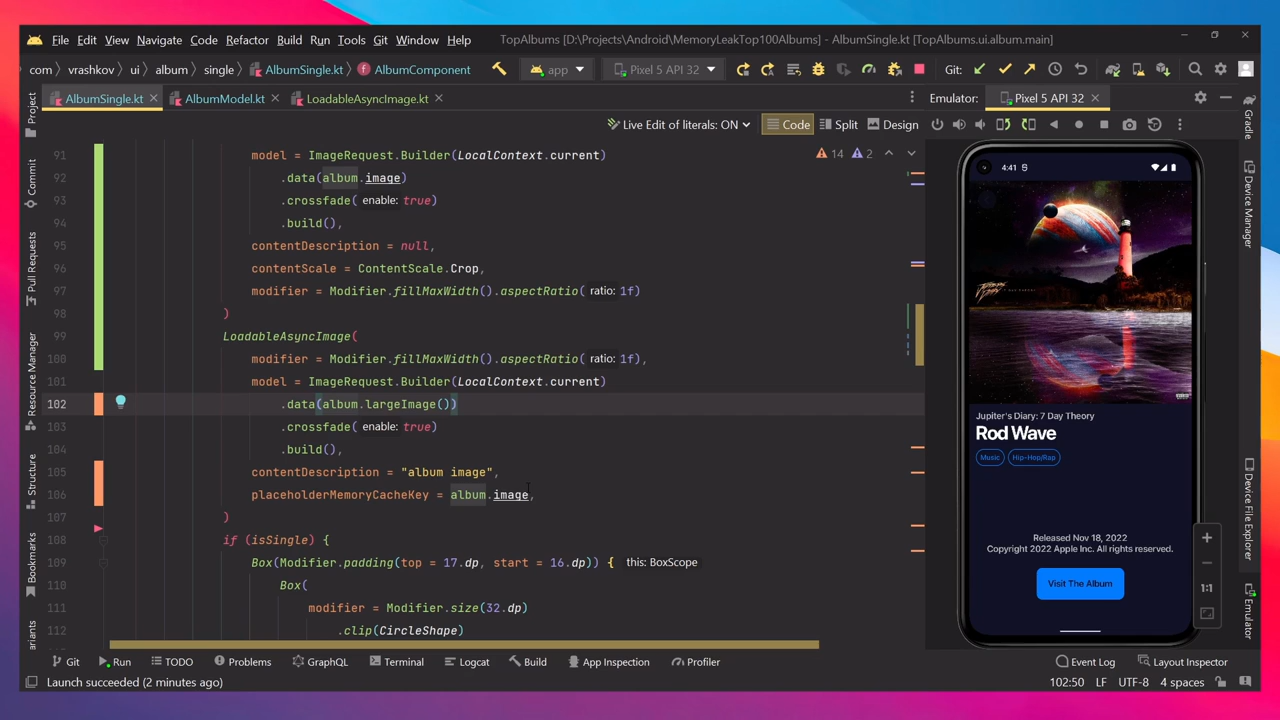 File Edit View Navigate Code Refactor Build Run Tools Git Window Help TopAlbums [D:\Projects\Android\MemoryLeakTop100Albums] - AlbumSingle.kt [TopAlbums.ui.album.main]
com vrashkov ui album single AlbumSingle.kt AlbumComponent app Pixel 5 API 32 Git:
AlbumSingle.kt AlbumModel.kt LoadableAsyncImage.kt Emulator: Pixel 5 API 32
Live Edit of literals: ON Code Split Design
14 2
91 model = ImageRequest.Builder(LocalContext.current)
92 .data(album.image)
93 .crossfade( enable: true)
94 .build(),
95 contentDescription = null,
96 contentScale = ContentScale.Crop,
97 modifier = Modifier.fillMaxWidth().aspectRatio( ratio: 1f)
98 )
99 LoadableAsyncImage(
100 modifier = Modifier.fillMaxWidth().aspectRatio( ratio: 1f),
101 model = ImageRequest.Builder(LocalContext.current)
102 .data(album.largeImage())
103 .crossfade( enable: true)
104 .build(),
105 contentDescription = "album image",
106 placeholderMemoryCacheKey = album.image,
107 )
108 if (isSingle) {
109 Box(Modifier.padding(top = 17.dp, start = 16.dp)) { this: BoxScope
110 Box(
111 modifier = Modifier.size(32.dp)
112 .clip(CircleShape)
Project
Commit
Pull Requests
Resource Manager
Structure
Bookmarks
ariants
4:41
Jupiter's Diary: 7 Day Theory
Rod Wave
Music Hip-Hop/Rap
Released Nov 18, 2022
Copyright 2022 Apple Inc. All rights reserved.
Visit The Album
1:1
Gradle
Device Manager
Device File Explorer
Emulator
Git Run TODO Problems GraphQL Terminal Logcat Build App Inspection Profiler Event Log Layout Inspector
Launch succeeded (2 minutes ago) 102:50 LF UTF-8 4 spaces